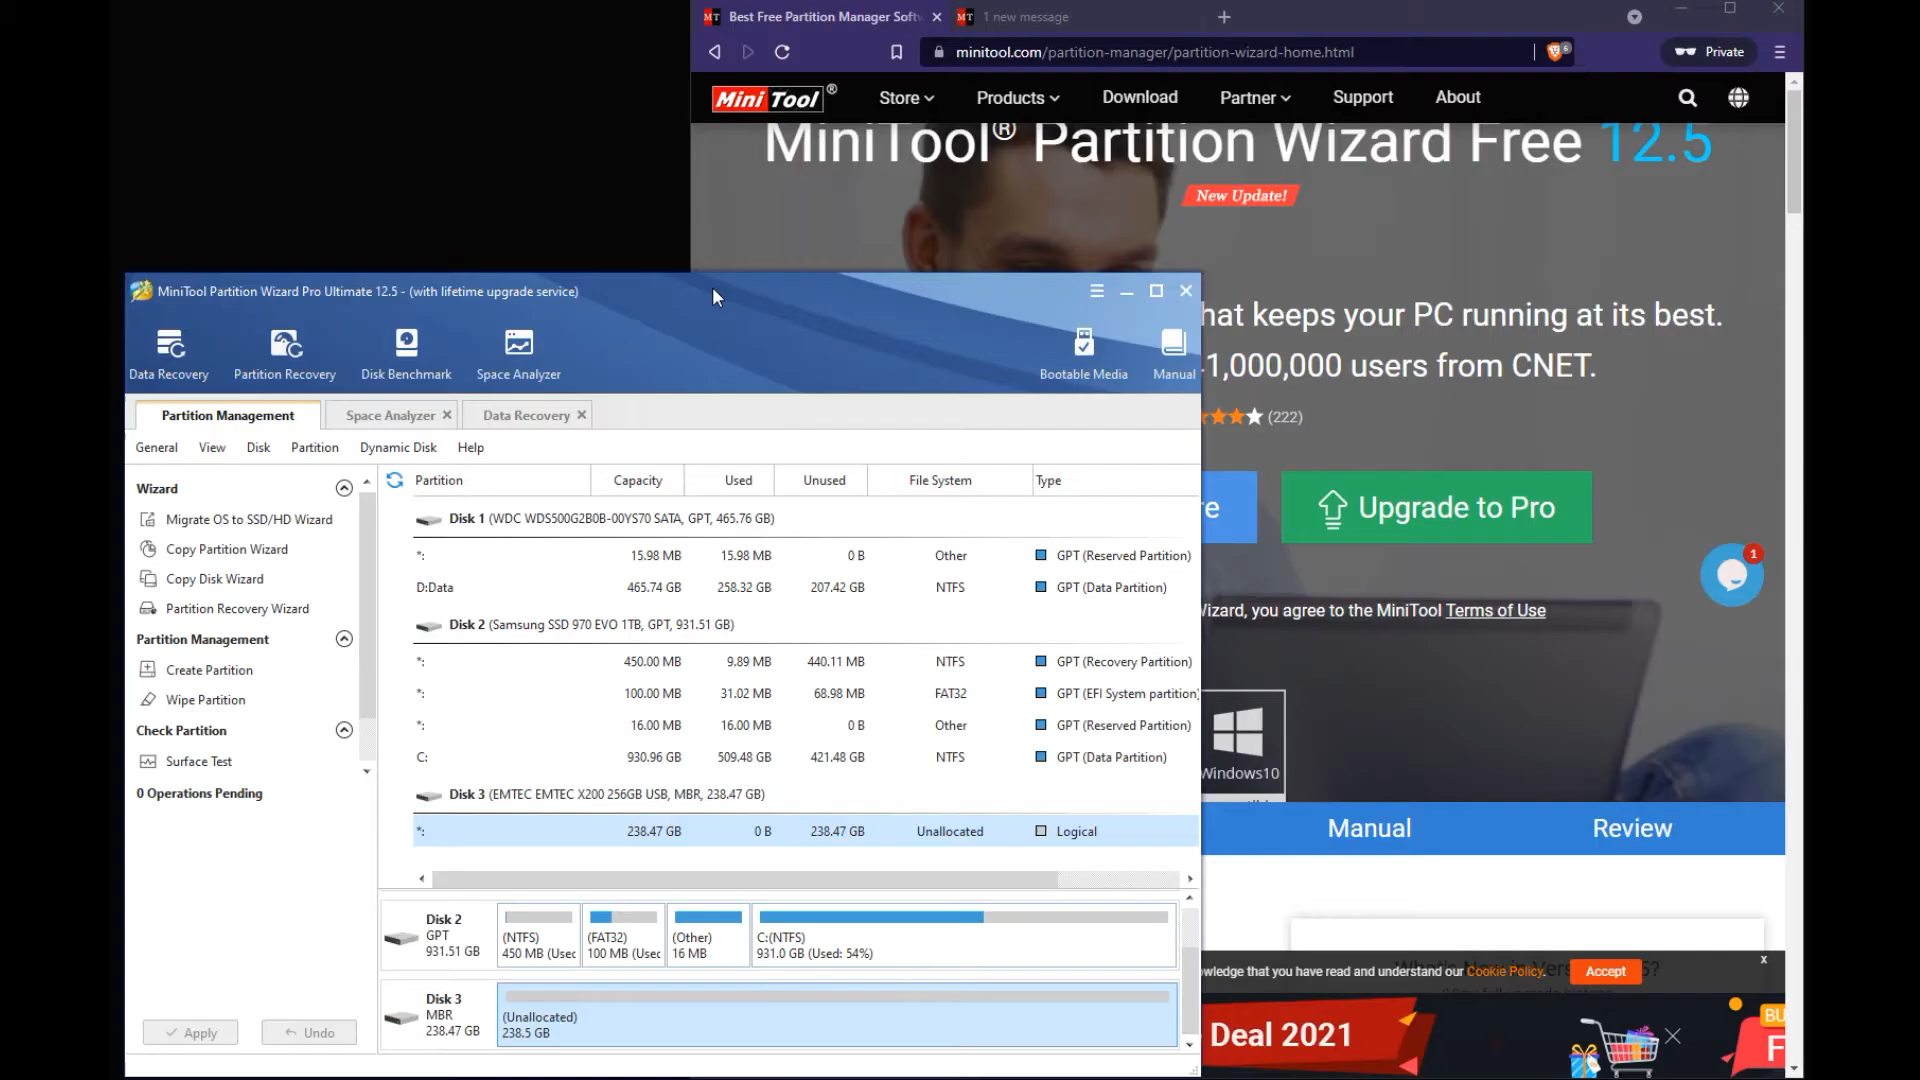 Best Free Partition Manager Soft
1 new message
minitool.com/partition-manager/partition-wizard-home.html
6
Private
Mini Tool®
Store
Products
Download
Partner
Support
About
MiniTool® Partition Wizard Free 12.5
New Update!
hat keeps your PC running at its best.
1,000,000 users from CNET.
(222)
re
Upgrade to Pro
1
Wizard, you agree to the MiniTool Terms of Use
Windows10
Manual
Review
wledge that you have read and understand our Cookie Policy.
Accept
x
Deal 2021
BU
F
MiniTool Partition Wizard Pro Ultimate 12.5 - (with lifetime upgrade service)
Data Recovery
Partition Recovery
Disk Benchmark
Space Analyzer
Bootable Media
Manual
Partition Management
Space Analyzer
Data Recovery
General View Disk Partition Dynamic Disk Help
Wizard
Migrate OS to SSD/HD Wizard
Copy Partition Wizard
Copy Disk Wizard
Partition Recovery Wizard
Partition Management
Create Partition
Wipe Partition
Check Partition
Surface Test
0 Operations Pending
Apply
Undo
Partition Capacity Used Unused File System Type
Disk 1 (WDC WDS500G2B0B-00YS70 SATA, GPT, 465.76 GB)
*: 15.98 MB 15.98 MB 0 B Other GPT (Reserved Partition)
D:Data 465.74 GB 258.32 GB 207.42 GB NTFS GPT (Data Partition)
Disk 2 (Samsung SSD 970 EVO 1TB, GPT, 931.51 GB)
*: 450.00 MB 9.89 MB 440.11 MB NTFS GPT (Recovery Partition)
*: 100.00 MB 31.02 MB 68.98 MB FAT32 GPT (EFI System partition)
*: 16.00 MB 16.00 MB 0 B Other GPT (Reserved Partition)
C: 930.96 GB 509.48 GB 421.48 GB NTFS GPT (Data Partition)
Disk 3 (EMTEC EMTEC X200 256GB USB, MBR, 238.47 GB)
*: 238.47 GB 0 B 238.47 GB Unallocated Logical
Disk 2
GPT
931.51 GB
(NTFS)
450 MB (Usec
(FAT32)
100 MB (Usec
(Other)
16 MB
C:(NTFS)
931.0 GB (Used: 54%)
Disk 3
MBR
238.47 GB
(Unallocated)
238.5 GB